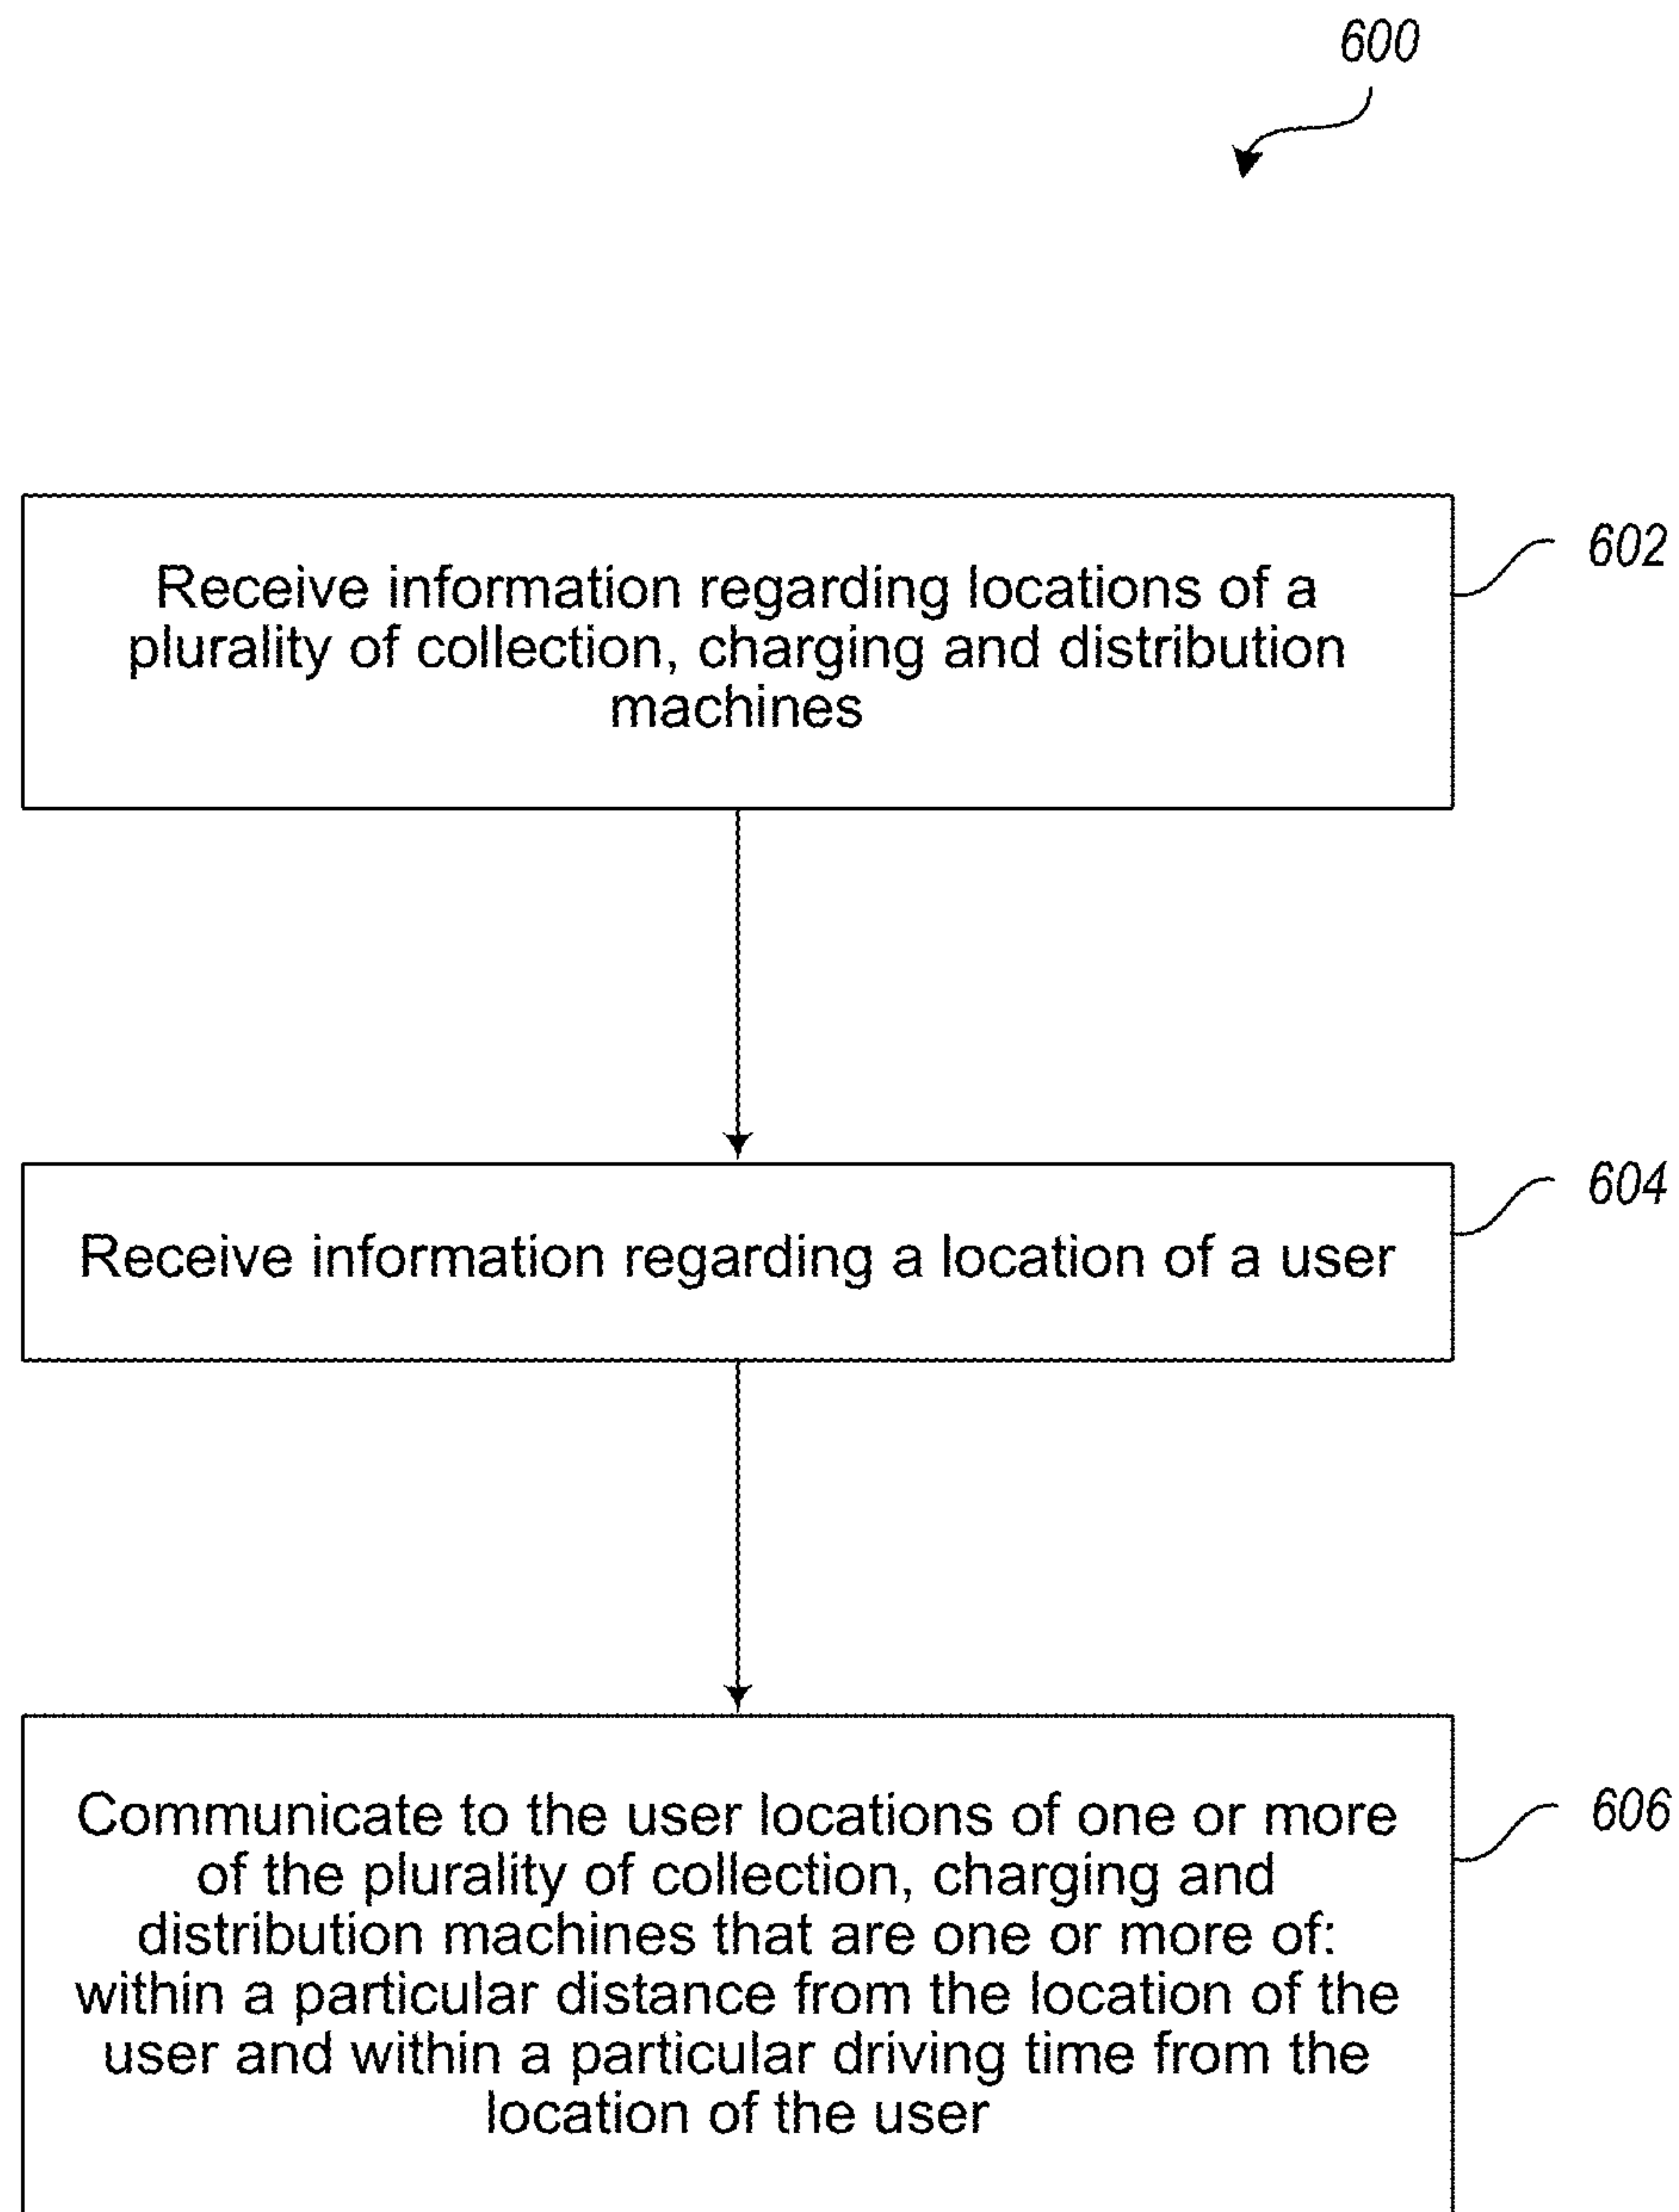 600
Receive information regarding locations of a
plurality of collection, charging and distribution
machines
602
Receive information regarding a location of a user
604
Communicate to the user locations of one or more
of the plurality of collection, charging and
distribution machines that are one or more of:
within a particular distance from the location of the
user and within a particular driving time from the
location of the user
606